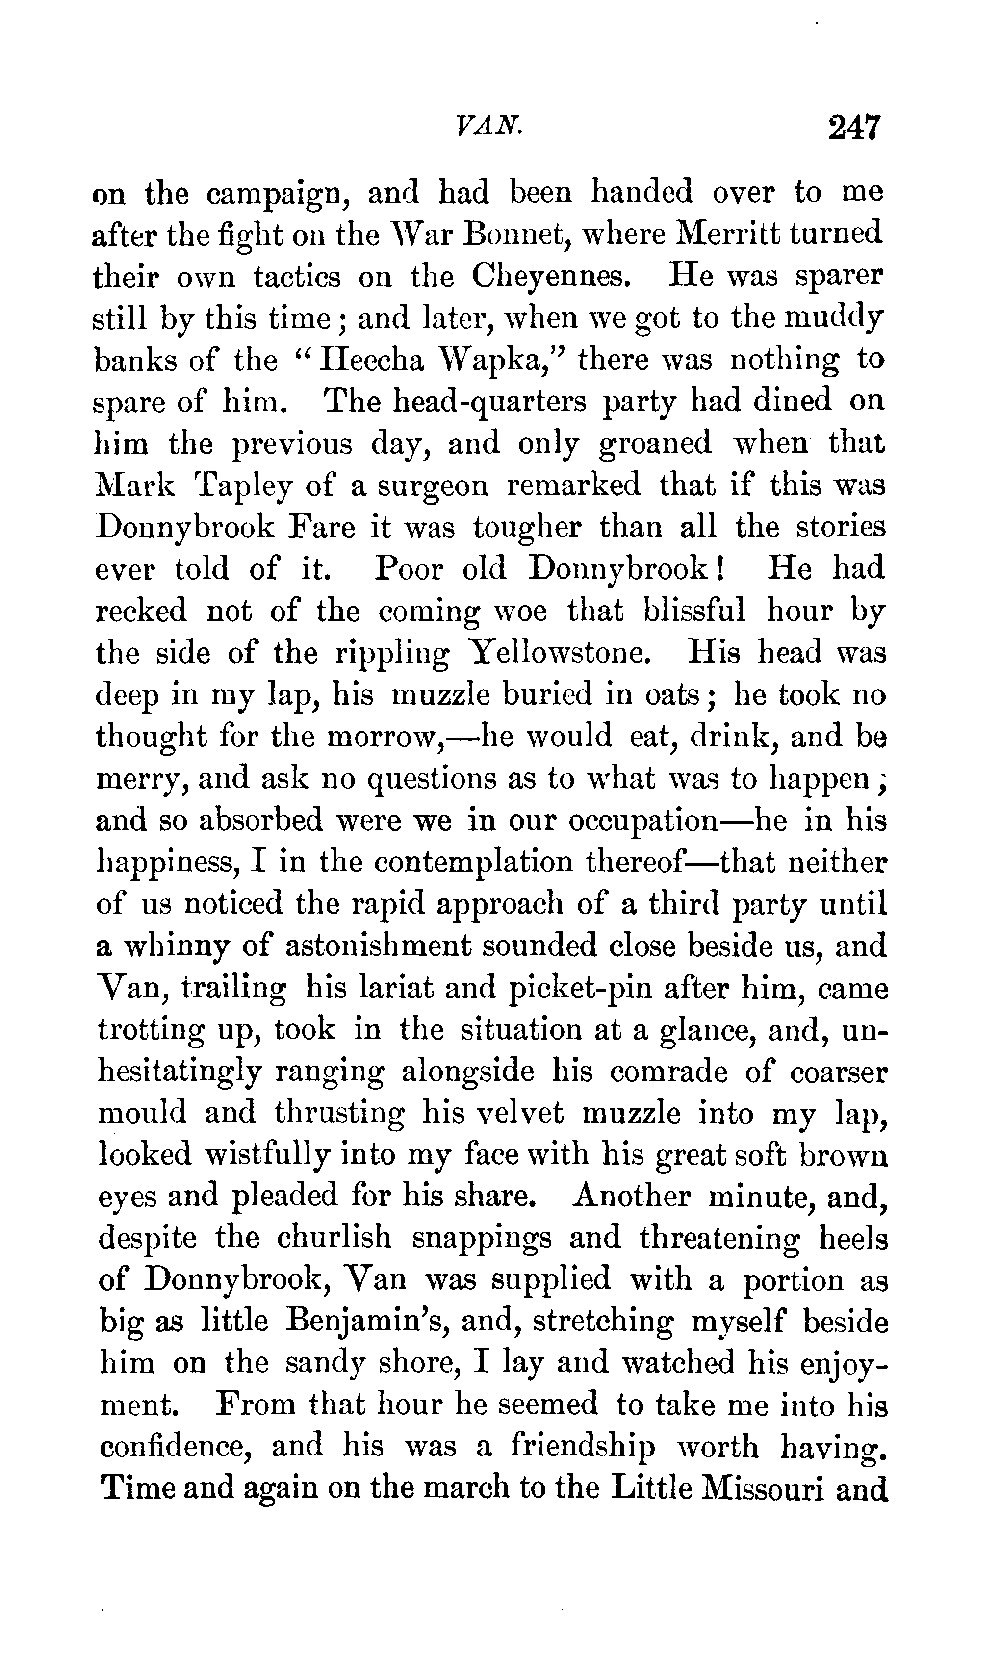 VAN. 247
on the campaign, and had been handed over to me
after the fight on the War Bonnet, where Merritt turned
their own tactics on the Cheyennes. He was sparer
still by this time; and later, when we got to the muddy
banks of the "Heecha Wapka," there was nothing to
spare of him. The head-quarters party had dined on
him the previous day, and only groaned when that
Mark Tapley of a surgeon remarked that if this was
Donnybrook Fare it was tougher than all the stories
ever told of it. Poor old Donnybrook! He had
recked not of the coming woe that blissful hour by
the side of the rippling Yellowstone. His head was
deep in my lap, his muzzle buried in oats; he took no
thought for the morrow,—he would eat, drink, and be
merry, and ask no questions as to what was to happen;
and so absorbed were we in our occupation—he in his
happiness, I in the contemplation thereof—that neither
of us noticed the rapid approach of a third party until
a whinny of astonishment sounded close beside us, and
Van, trailing his lariat and picket-pin after him, came
trotting up, took in the situation at a glance, and, un-
hesitatingly ranging alongside his comrade of coarser
mould and thrusting his velvet muzzle into my lap,
looked wistfully into my face with his great soft brown
eyes and pleaded for his share. Another minute, and,
despite the churlish snappings and threatening heels
of Donnybrook, Van was supplied with a portion as
big as little Benjamin's, and, stretching myself beside
him on the sandy shore, I lay and watched his enjoy-
ment. From that hour he seemed to take me into his
confidence, and his was a friendship worth having.
Time and again on the march to the Little Missouri and